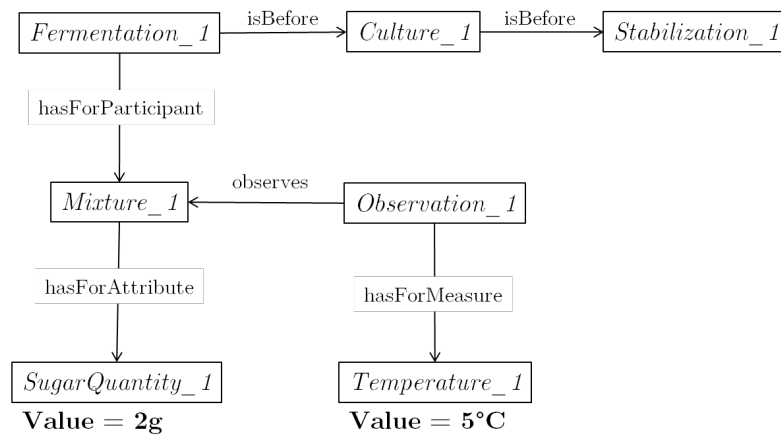 isBefore isBefore
Fermentation_1 Culture_1 Stabilization_1
hasForParticipant
observes
Mixture_1 Observation_1
hasForAttribute hasForMeasure
SugarQuantity_1 Temperature_1
Value = 2g Value = 5°C